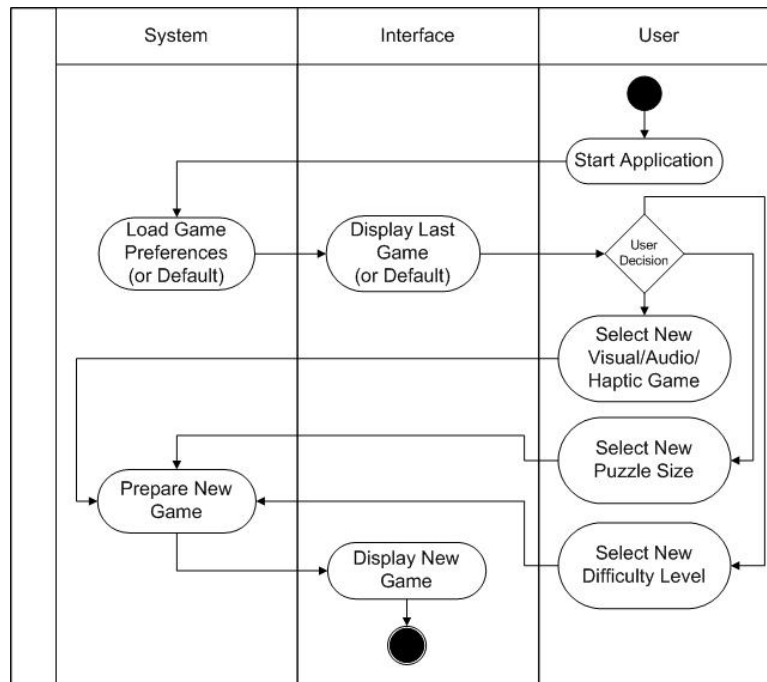 System
Interface
User
Start Application
Load Game
Preferences
(or Default)
Display Last
Game
(or Default)
User
Decision
Select New
Visual/Audio/
Haptic Game
Select New
Puzzle Size
Prepare New
Game
Select New
Difficulty Level
Display New
Game